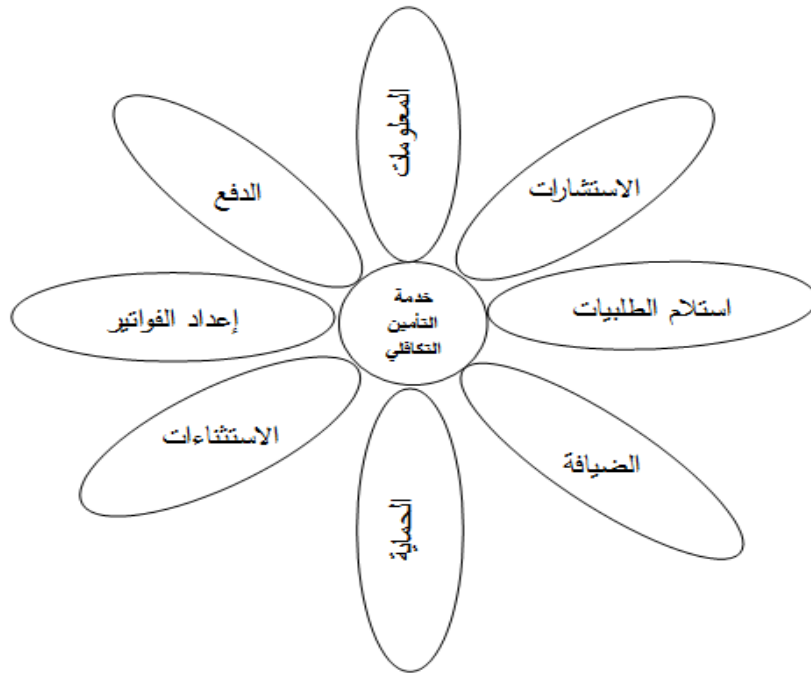 المعلومات
الاستشارات
الدفع
استلام الطلبيات
خدمة
التأمين
التكافلي
إعداد الفواتير
الاستثناءات
الضيافة
الحماية